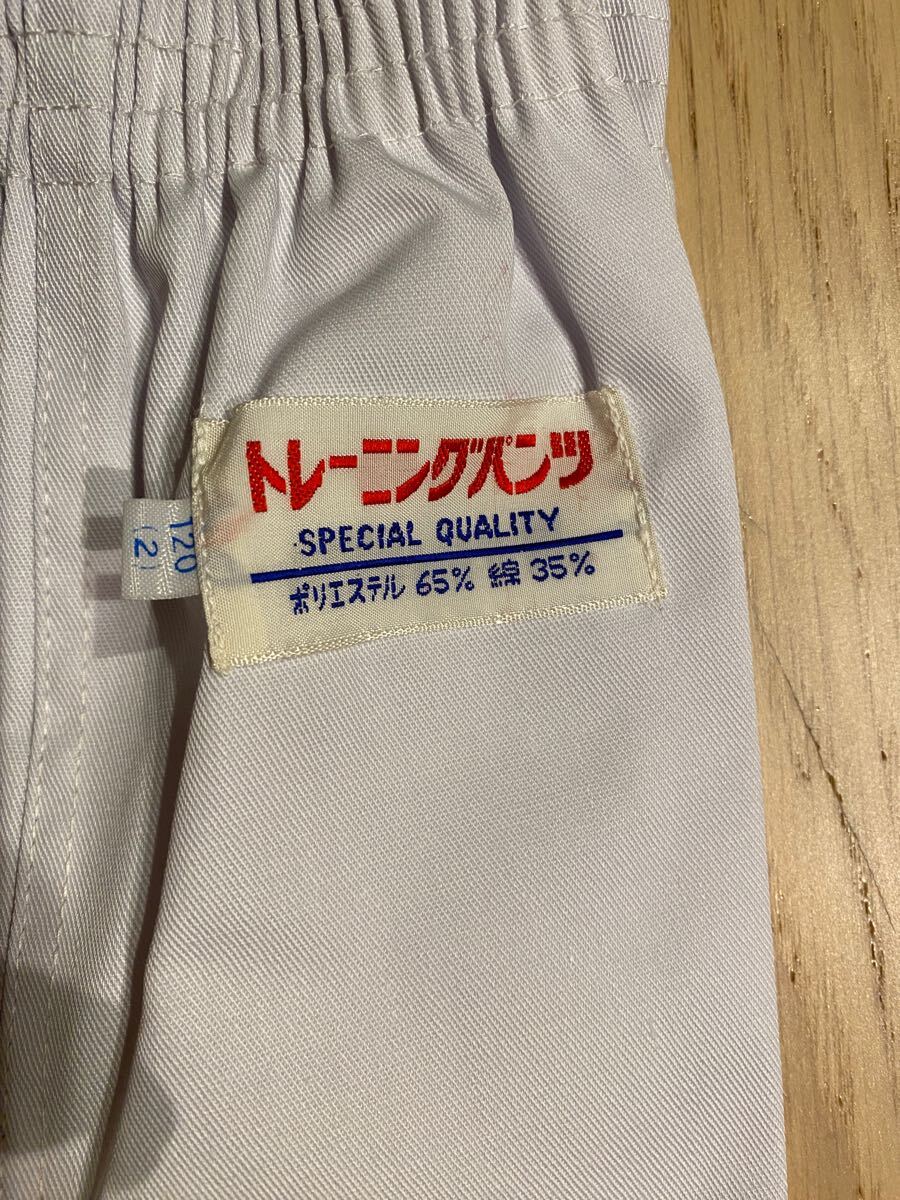 トレーニングパンツ
SPECIAL QUALITY
ポリエステル 65% 綿 35%
120
(2)